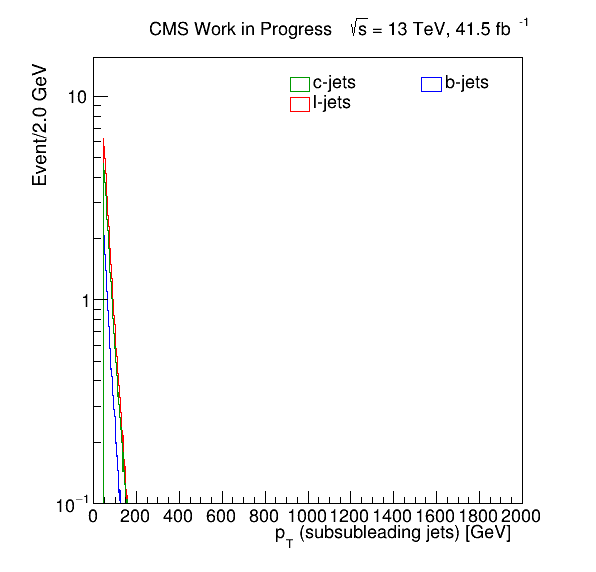 CMS Work in Progress √s = 13 TeV, 41.5 fb⁻¹
c-jets b-jets
l-jets
Event/2.0 GeV
10
1
10⁻¹
0 200 400 600 800 1000 1200 1400 1600 1800 2000
p_T (subsubleading jets) [GeV]